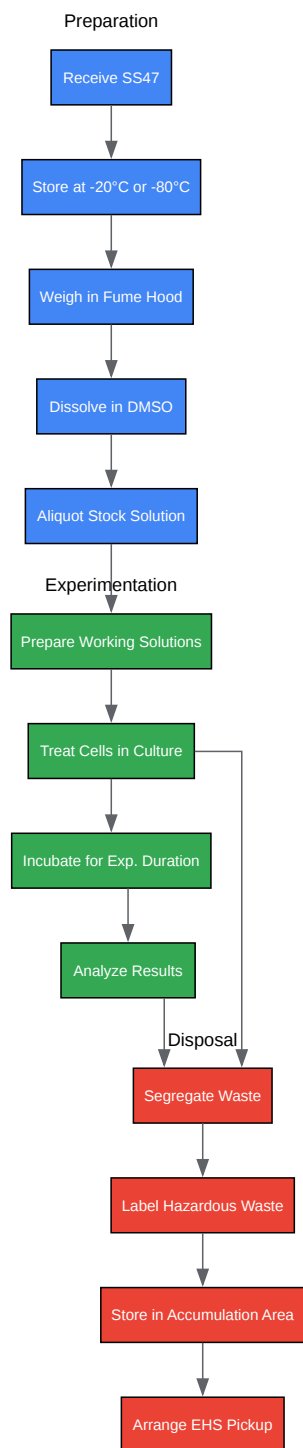 Preparation
Receive SS47
Store at -20°C or -80°C
Weigh in Fume Hood
Dissolve in DMSO
Aliquot Stock Solution
Experimentation
Prepare Working Solutions
Treat Cells in Culture
Incubate for Exp. Duration
Analyze Results
Disposal
Segregate Waste
Label Hazardous Waste
Store in Accumulation Area
Arrange EHS Pickup